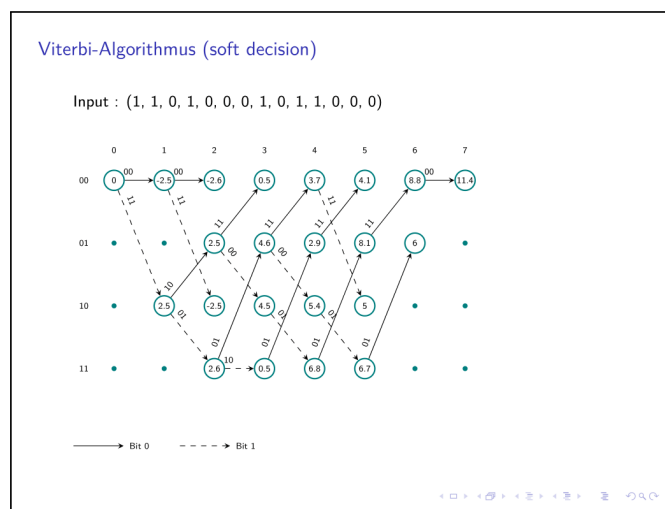 Viterbi-Algorithmus (soft decision)
Input : (1, 1, 0, 1, 0, 0, 0, 1, 0, 1, 1, 0, 0, 0)
0 1 2 3 4 5 6 7
00 0 00 -2.5 00 -2.6 0.5 3.7 4.1 8.8 00 11.4
11 11 11 11 11 11 11
01 2.5 4.6 2.9 8.1 6
10 00 00
10 2.5 -2.5 4.5 5.4 5
01 01 01
01 01 01 01
11 2.6 10 0.5 6.8 6.7
Bit 0 Bit 1